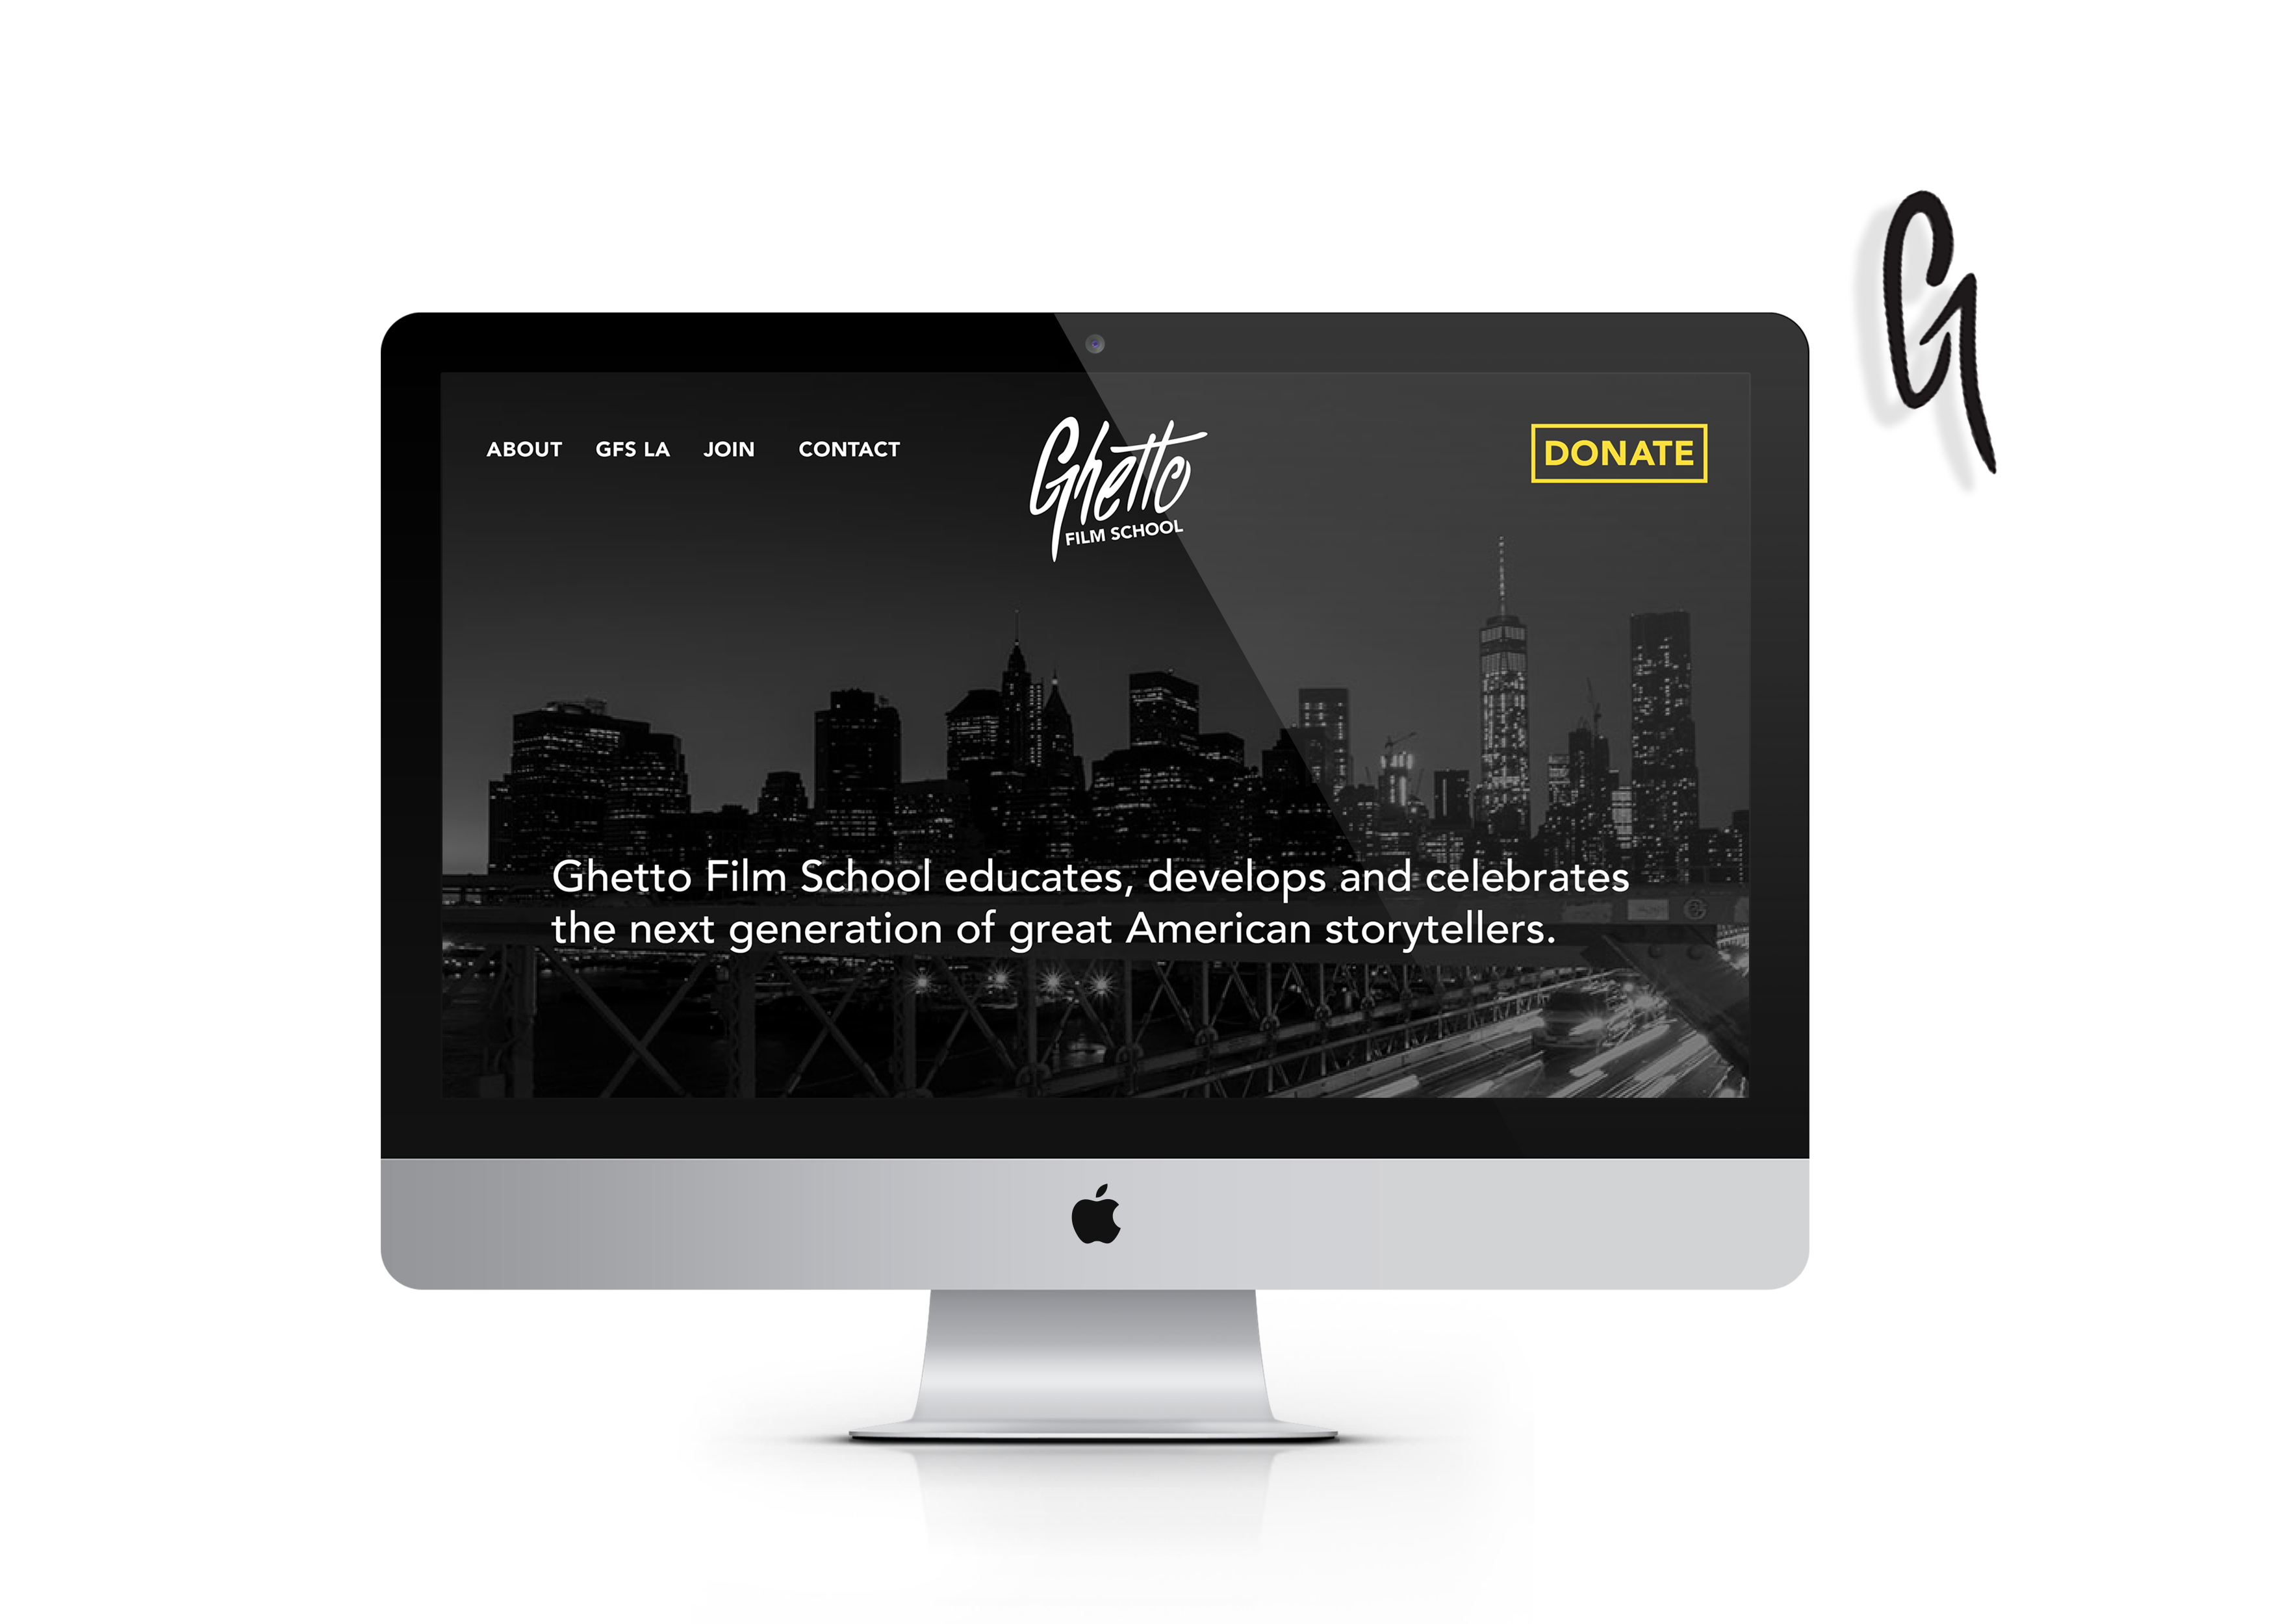 G
ABOUT GFS LA JOIN CONTACT
Ghetto
FILM SCHOOL
DONATE
Ghetto Film School educates, develops and celebrates
the next generation of great American storytellers.